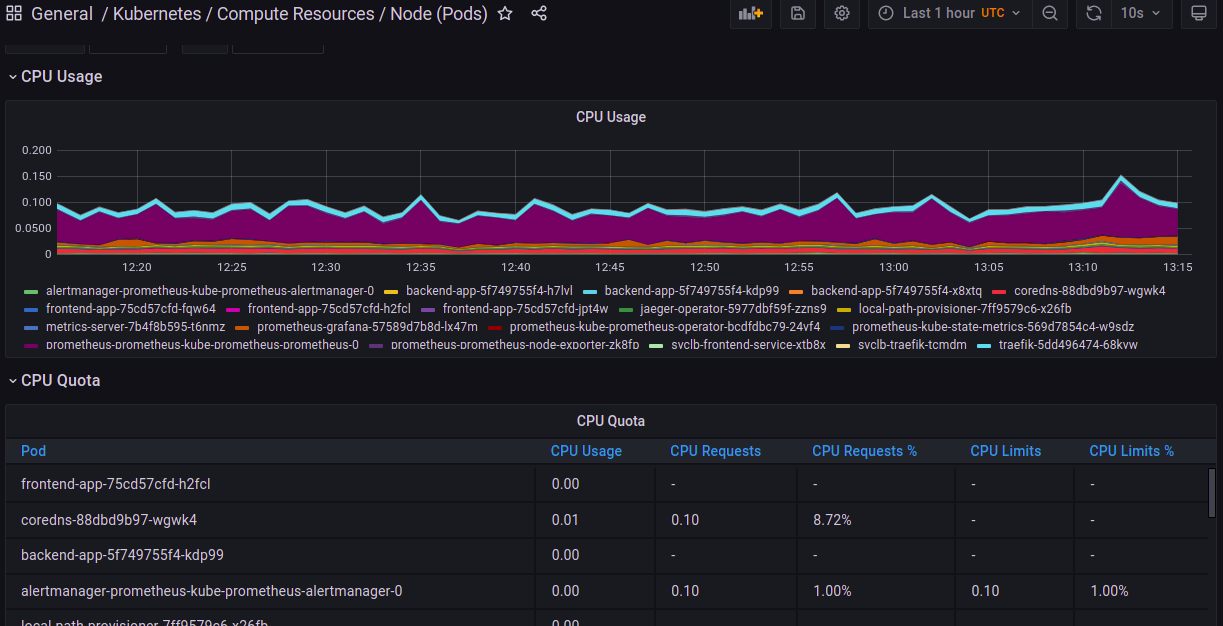 General / Kubernetes / Compute Resources / Node (Pods)
Last 1 hour UTC
10s
CPU Usage
CPU Usage
0.200
0.150
0.100
0.0500
0
12:20 12:25 12:30 12:35 12:40 12:45 12:50 12:55 13:00 13:05 13:10 13:15
alertmanager-prometheus-kube-prometheus-alertmanager-0 backend-app-5f749755f4-h7lvl backend-app-5f749755f4-kdp99 backend-app-5f749755f4-x8xtq coredns-88dbd9b97-wgwk4
frontend-app-75cd57cfd-fqw64 frontend-app-75cd57cfd-h2fcl frontend-app-75cd57cfd-jpt4w jaeger-operator-5977dbf59f-zzns9 local-path-provisioner-7ff9579c6-x26fb
metrics-server-7b4f8b595-t6nmz prometheus-grafana-57589d7b8d-lx47m prometheus-kube-prometheus-operator-bcdfdbc79-24vf4 prometheus-kube-state-metrics-569d7854c4-w9sdz
prometheus-prometheus-kube-prometheus-prometheus-0 prometheus-prometheus-node-exporter-zk8fp svclb-frontend-service-xtb8x svclb-traefik-tcmdm traefik-5dd496474-68kvw
CPU Quota
CPU Quota
Pod CPU Usage CPU Requests CPU Requests % CPU Limits CPU Limits %
frontend-app-75cd57cfd-h2fcl 0.00 - - - -
coredns-88dbd9b97-wgwk4 0.01 0.10 8.72% - -
backend-app-5f749755f4-kdp99 0.00 - - - -
alertmanager-prometheus-kube-prometheus-alertmanager-0 0.00 0.10 1.00% 0.10 1.00%
local-path-provisioner-7ff9579c6-x26fb 0.00